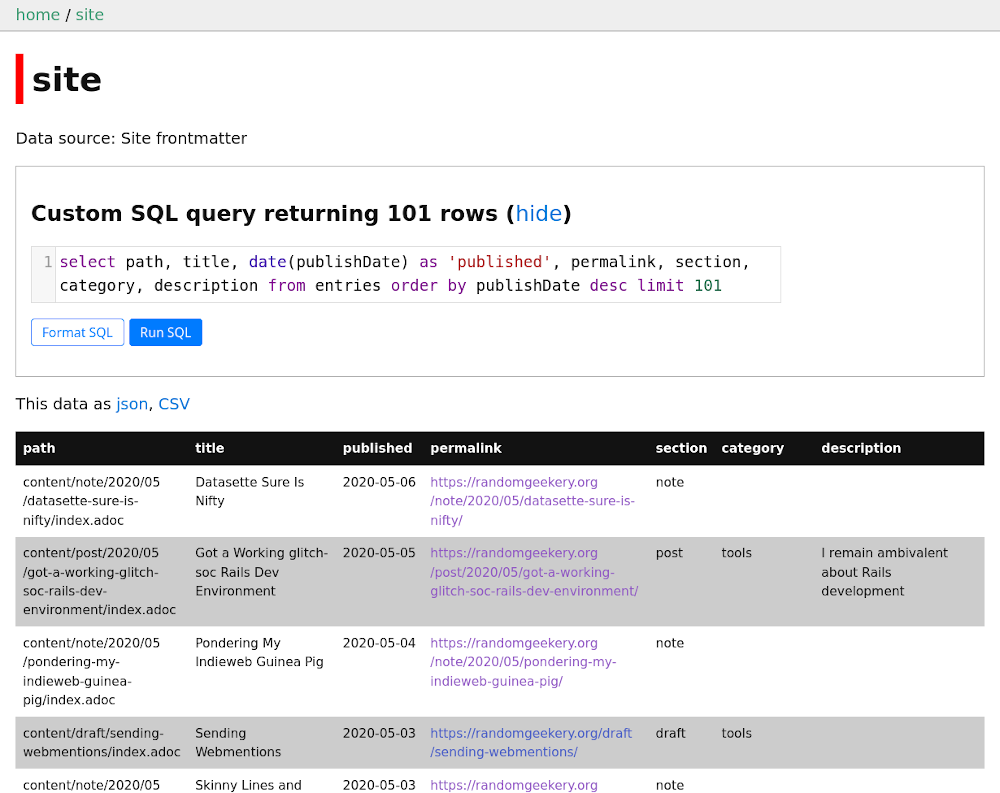 home / site
site
Data source: Site frontmatter
Custom SQL query returning 101 rows (hide)
1 select path, title, date(publishDate) as 'published', permalink, section,
category, description from entries order by publishDate desc limit 101
Format SQL Run SQL
This data as json, CSV
path title published permalink section category description
content/note/2020/05 Datasette Sure Is 2020-05-06 https://randomgeekery.org note
/datasette-sure-is- Nifty /note/2020/05/datasette-sure-is-
nifty/index.adoc nifty/
content/post/2020/05 Got a Working glitch- 2020-05-05 https://randomgeekery.org post tools I remain ambivalent
/got-a-working-glitch- soc Rails Dev /post/2020/05/got-a-working- about Rails
soc-rails-dev- Environment glitch-soc-rails-dev-environment/ development
environment/index.adoc
content/note/2020/05 Pondering My 2020-05-04 https://randomgeekery.org note
/pondering-my- Indieweb Guinea Pig /note/2020/05/pondering-my-
indieweb-guinea- indieweb-guinea-pig/
pig/index.adoc
content/draft/sending- Sending 2020-05-03 https://randomgeekery.org/draft draft tools
webmentions/index.adoc Webmentions /sending-webmentions/
content/note/2020/05 Skinny Lines and 2020-05-03 https://randomgeekery.org note